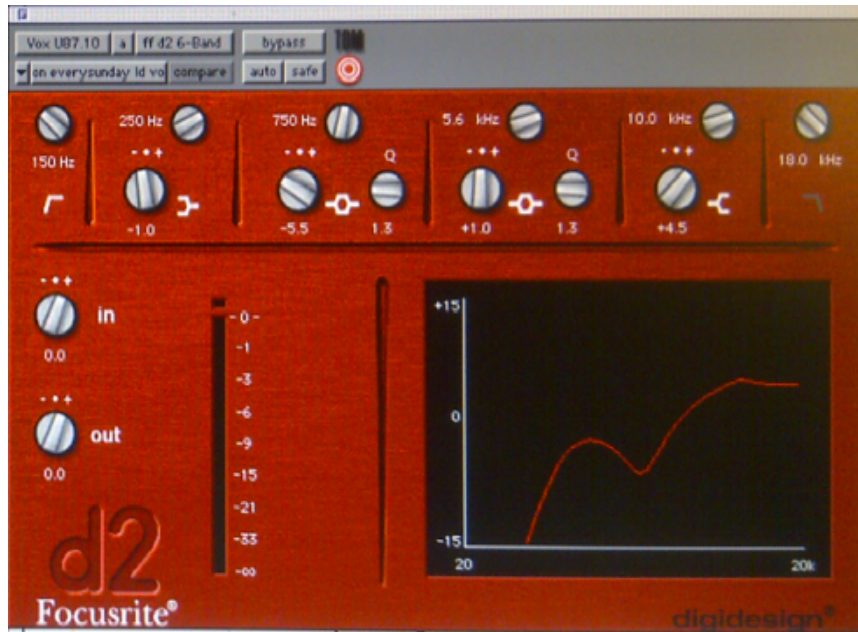 Vox U87.10 a ff d2 6-Band bypass
on everysunday ld vo compare auto safe
250 Hz 750 Hz 5.6 kHz 10.0 kHz
150 Hz - + - + Q - + Q - + 18.0 kHz
-1.0 -5.5 1.3 +1.0 1.3 +4.5
- +
in
0.0
- +
out
0.0
-0-
-1
-3
-6
-9
-15
-21
-33
-∞
+15
0
-15
20 20k
d2
Focusrite®
digidesign®